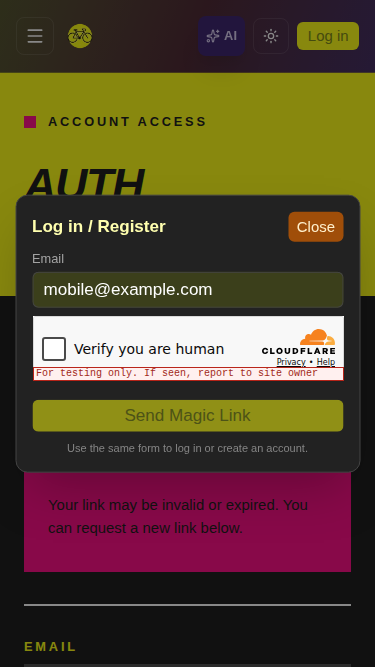 AI
Log in
ACCOUNT ACCESS
AUTH
Log in / Register
Close
Email
mobile@example.com
Verify you are human
CLOUDFLARE
Privacy • Help
For testing only. If seen, report to site owner
Send Magic Link
Use the same form to log in or create an account.
Your link may be invalid or expired. You
can request a new link below.
EMAIL